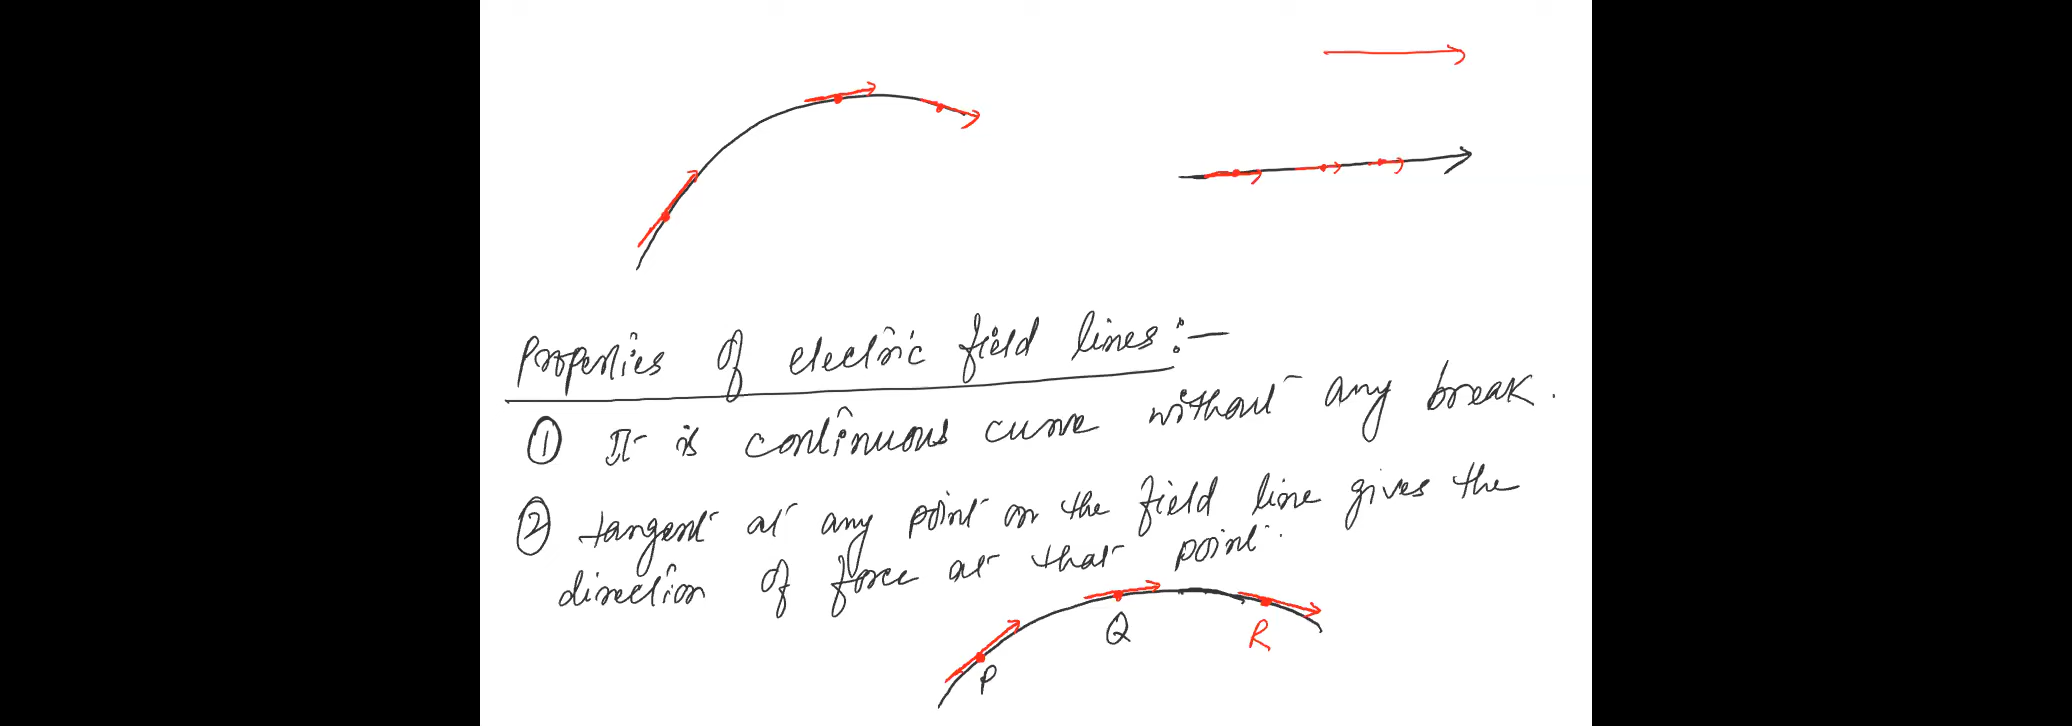 Properties of electric field lines :-
① It is continuous curve without any break.
② tangent at any point on the field line gives the
direction of force at that point.
P Q R